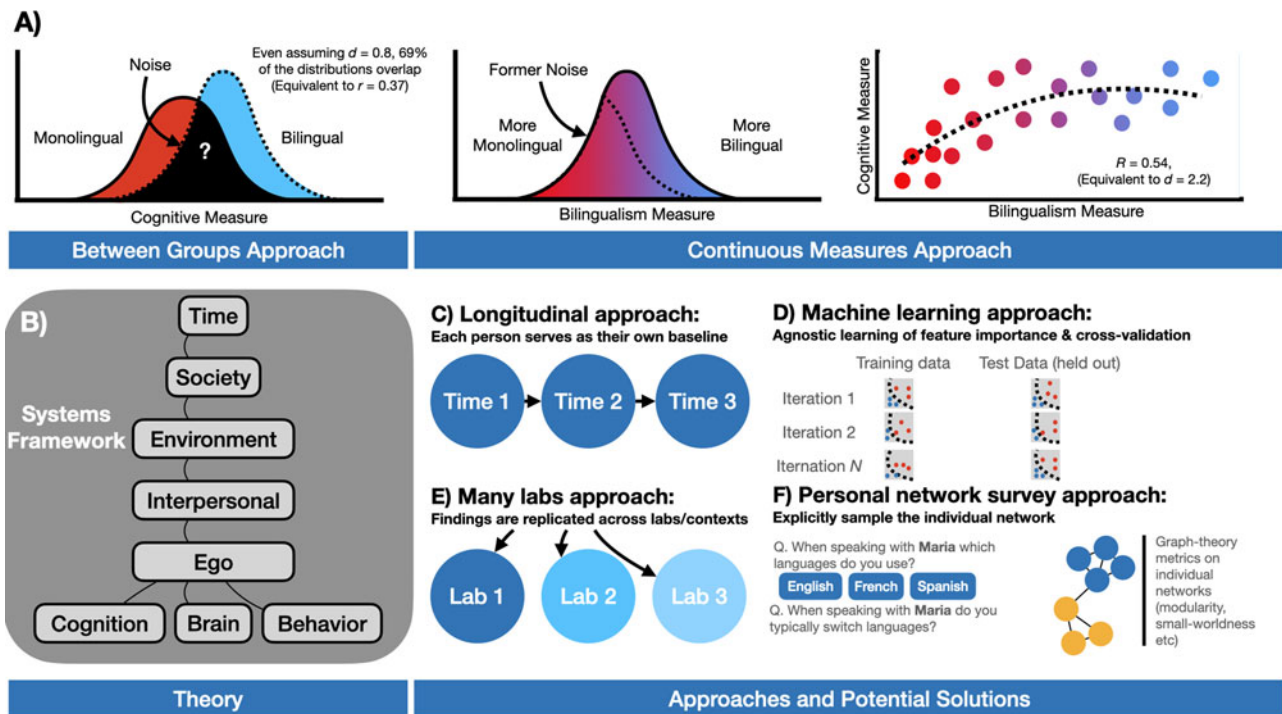 A)
Noise
Even assuming d = 0.8, 69%
of the distributions overlap
(Equivalent to r = 0.37)
Monolingual
Bilingual
?
Cognitive Measure
Former Noise
More
Monolingual
More
Bilingual
Cognitive Measure
R = 0.54,
(Equivalent to d = 2.2)
Bilingualism Measure
Between Groups Approach
Continuous Measures Approach
B)
Systems
Framework
Time
Society
Environment
Interpersonal
Ego
Cognition
Brain
Behavior
C) Longitudinal approach:
Each person serves as their own baseline
Time 1
Time 2
Time 3
D) Machine learning approach:
Agnostic learning of feature importance & cross-validation
Training data
Test Data (held out)
Iteration 1
Iteration 2
Iternation N
E) Many labs approach:
Findings are replicated across labs/contexts
Lab 1
Lab 2
Lab 3
F) Personal network survey approach:
Explicitly sample the individual network
Q. When speaking with Maria which
languages do you use?
English
French
Spanish
Q. When speaking with Maria do you
typically switch languages?
Graph-theory
metrics on
individual
networks
(modularity,
small-worldness
etc)
Theory
Approaches and Potential Solutions